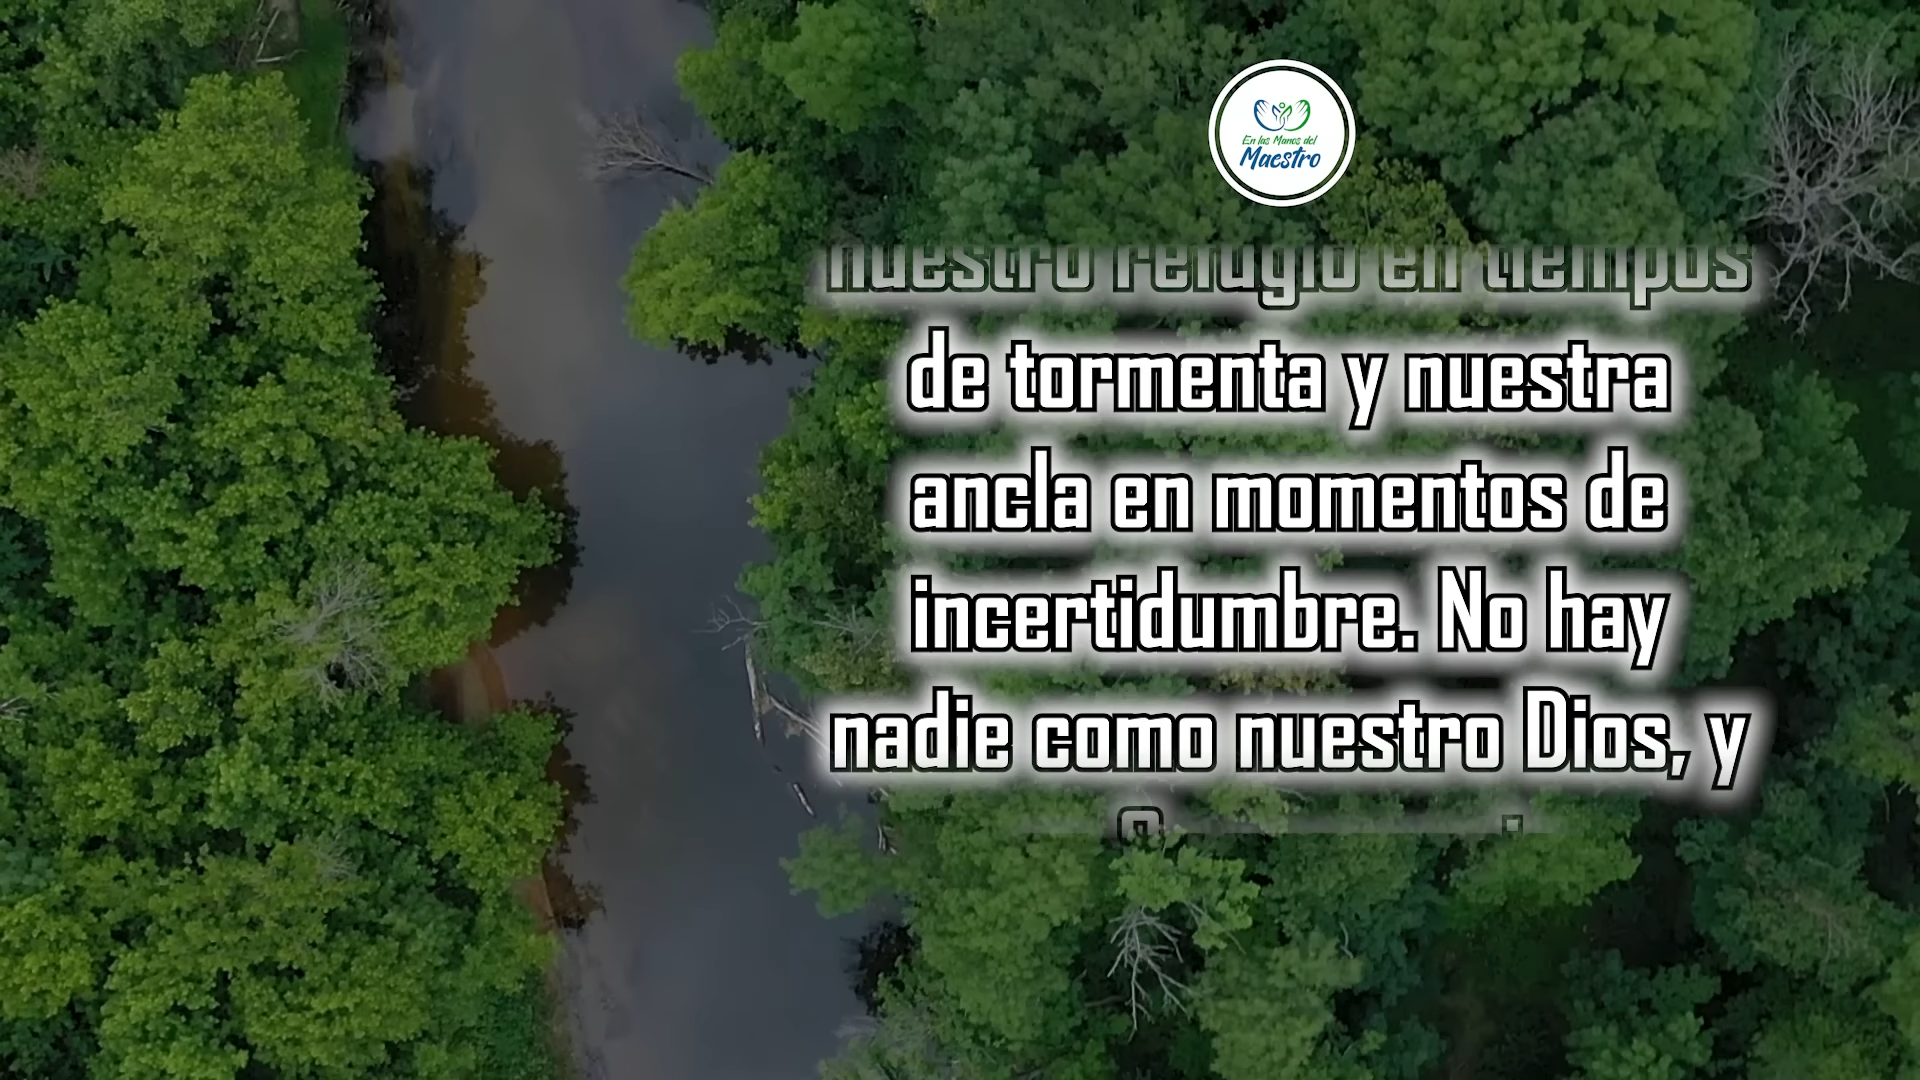 En las Manos del
Maestro
nuestro refugio en tiempos
de tormenta y nuestra
ancla en momentos de
incertidumbre. No hay
nadie como nuestro Dios, y